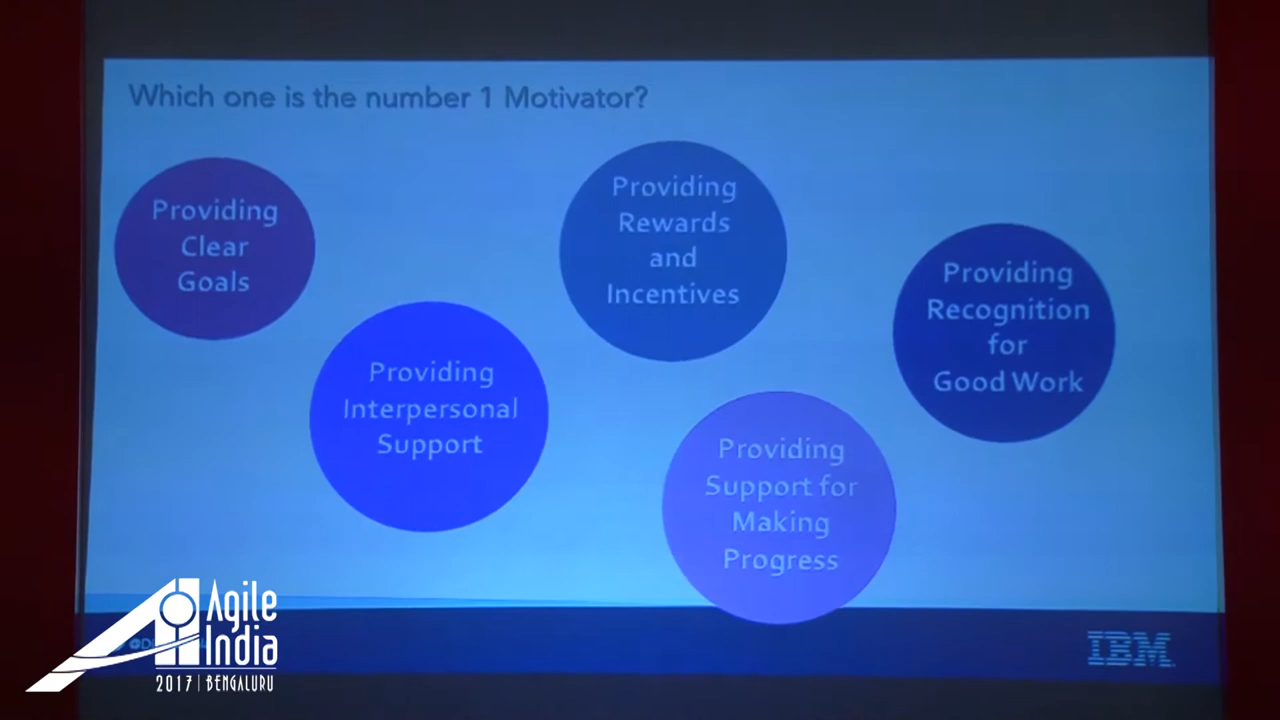 Which one is the number 1 Motivator?
Providing
Clear
Goals
Providing
Interpersonal
Support
Providing
Rewards
and
Incentives
Providing
Support for
Making
Progress
Providing
Recognition
for
Good Work
Agile
India
2017 | BENGALURU
IBM